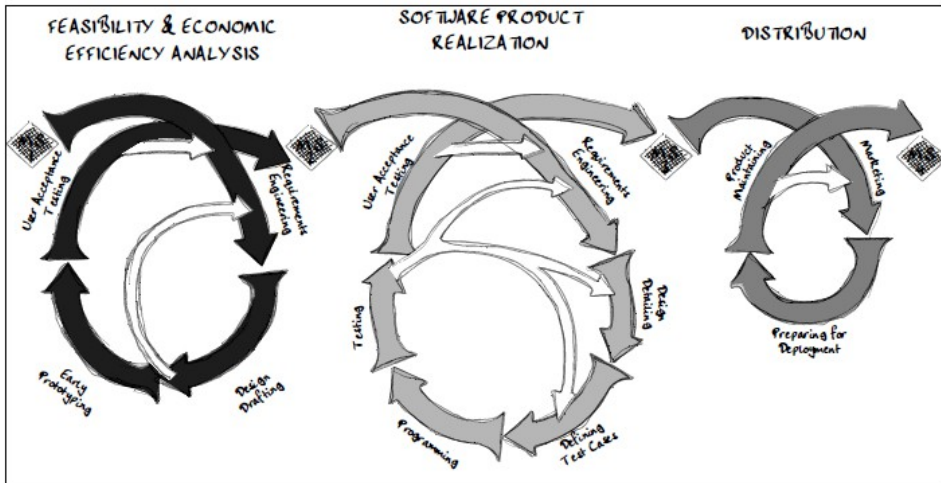 FEASIBILITY & ECONOMIC
EFFICIENCY ANALYSIS
SOFTWARE PRODUCT
REALIZATION
DISTRIBUTION
User Acceptance
Testing
Requirements
Engineering
Early
Prototyping
Design
Drafting
User Acceptance
Testing
Requirements
Engineering
Testing
Design
Detailing
Programming
Defining
Test Cases
Product
Maintaining
Marketing
Preparing for
Deployment